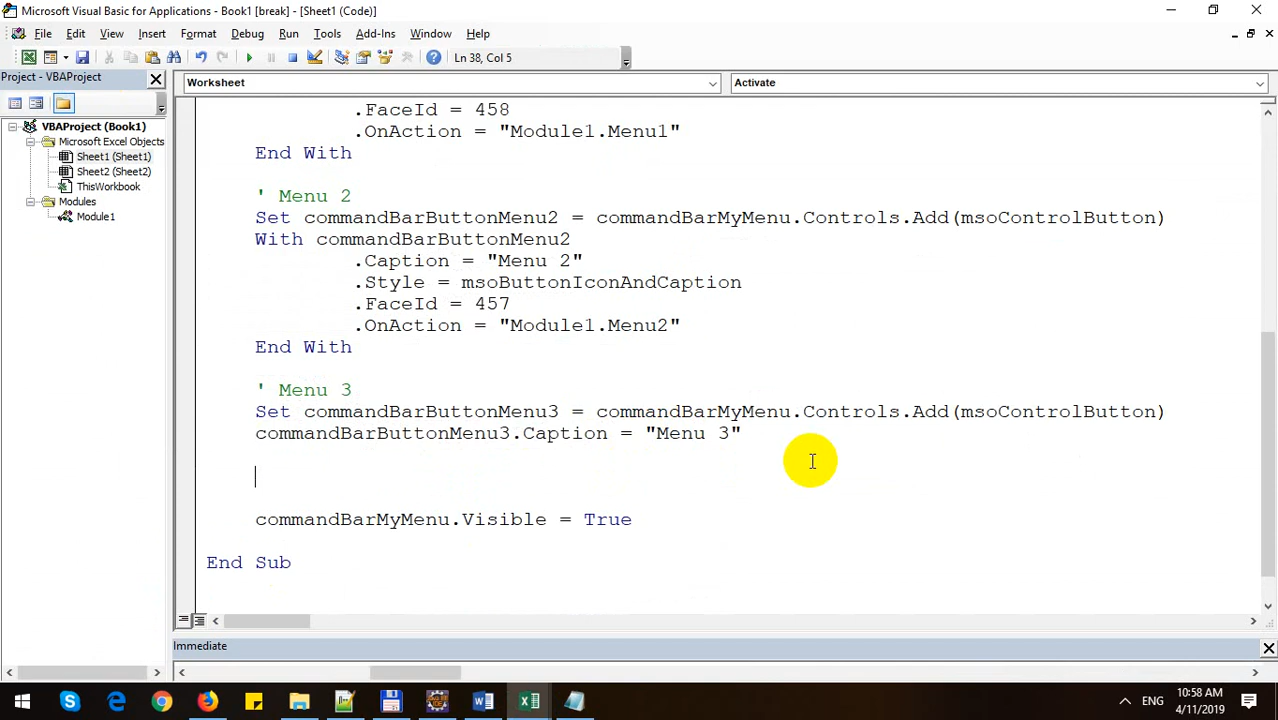 Microsoft Visual Basic for Applications - Book1 [break] - [Sheet1 (Code)]
File Edit View Insert Format Debug Run Tools Add-Ins Window Help
Ln 38, Col 5
Project - VBAProject
Worksheet
Activate
VBAProject (Book1)
Microsoft Excel Objects
Sheet1 (Sheet1)
Sheet2 (Sheet2)
ThisWorkbook
Modules
Module1
.FaceId = 458
.OnAction = "Module1.Menu1"
End With
' Menu 2
Set commandBarButtonMenu2 = commandBarMyMenu.Controls.Add(msoControlButton)
With commandBarButtonMenu2
.Caption = "Menu 2"
.Style = msoButtonIconAndCaption
.FaceId = 457
.OnAction = "Module1.Menu2"
End With
' Menu 3
Set commandBarButtonMenu3 = commandBarMyMenu.Controls.Add(msoControlButton)
commandBarButtonMenu3.Caption = "Menu 3"
commandBarMyMenu.Visible = True
End Sub
Immediate
ENG
10:58 AM
4/11/2019